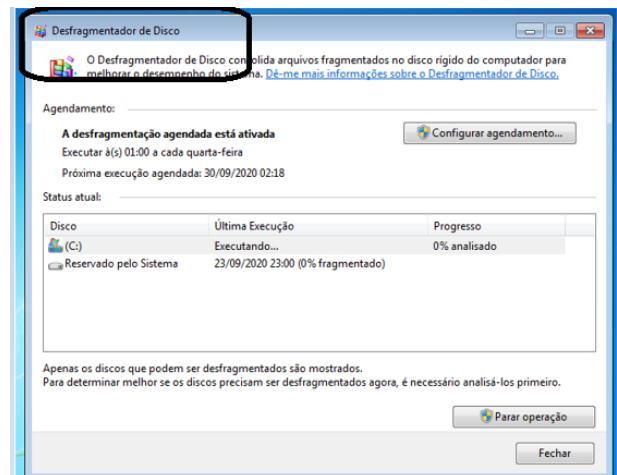 Desfragmentador de Disco
O Desfragmentador de Disco consolida arquivos fragmentados no disco rígido do computador para
melhorar o desempenho do sistema. Dê-me mais informações sobre o Desfragmentador de Disco.
Agendamento:
A desfragmentação agendada está ativada
Configurar agendamento...
Executar à(s) 01:00 a cada quarta-feira
Próxima execução agendada: 30/09/2020 02:18
Status atual:
Disco Última Execução Progresso
(C:) Executando... 0% analisado
Reservado pelo Sistema 23/09/2020 23:00 (0% fragmentado)
Apenas os discos que podem ser desfragmentados são mostrados.
Para determinar melhor se os discos precisam ser desfragmentados agora, é necessário analisá-los primeiro.
Parar operação
Fechar